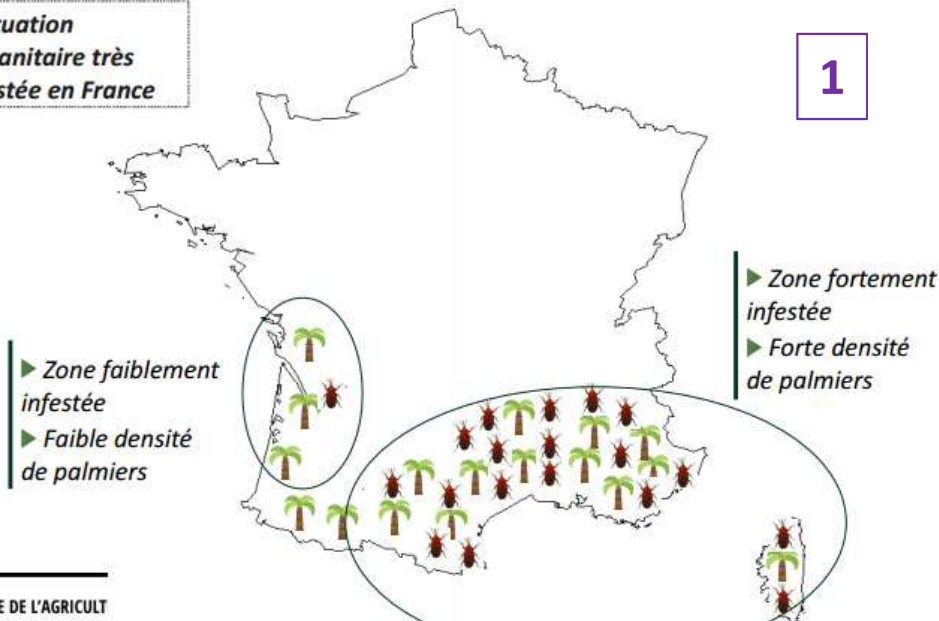 tuation
anitaire très
stée en France
1
▶ Zone fortement
infestée
▶ Forte densité
de palmiers
▶ Zone faiblement
infestée
▶ Faible densité
de palmiers
E DE L'AGRICULT